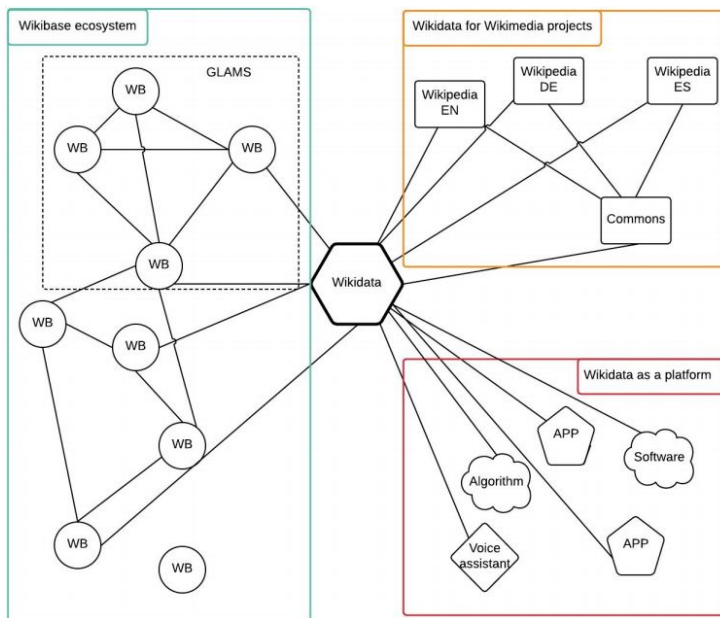 Wikibase ecosystem
GLAMS
WB
WB
WB
WB
WB
WB
WB
WB
WB
Wikidata
Wikidata for Wikimedia projects
Wikipedia
EN
Wikipedia
DE
Wikipedia
ES
Commons
Wikidata as a platform
APP
Software
Algorithm
APP
Voice
assistant